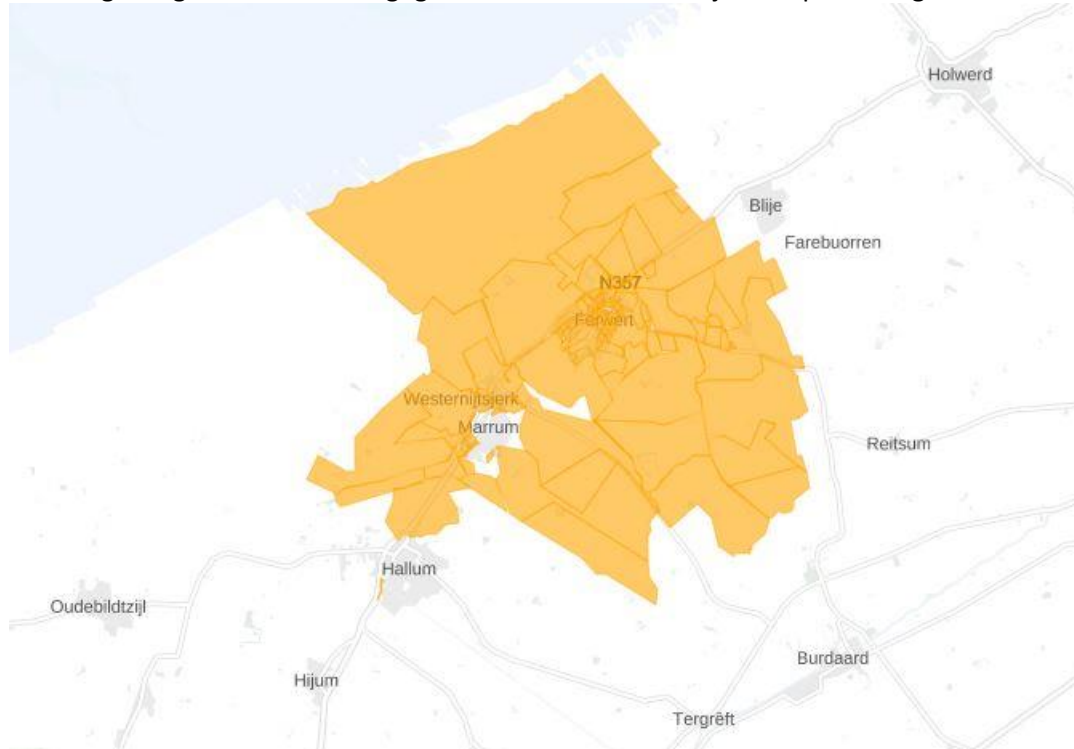 Holwerd
Blije
Farebuorren
N357
Ferwert
Westernijtsjerk
Marrum
Reitsum
Hallum
Oudebildtzijl
Burdaard
Hijum
Tergrêft